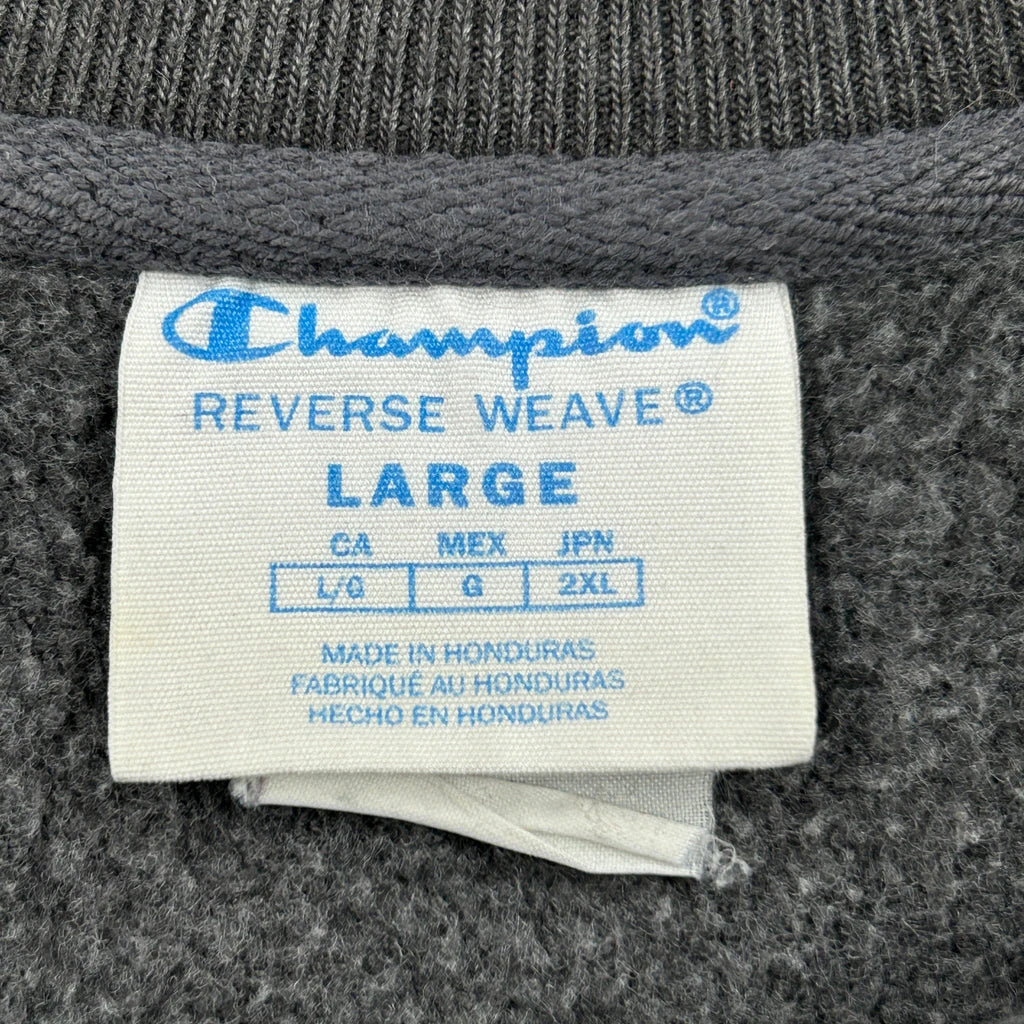 Champion®
REVERSE WEAVE®
LARGE
CA MEX JPN
L/G G 2XL
MADE IN HONDURAS
FABRIQUÉ AU HONDURAS
HECHO EN HONDURAS